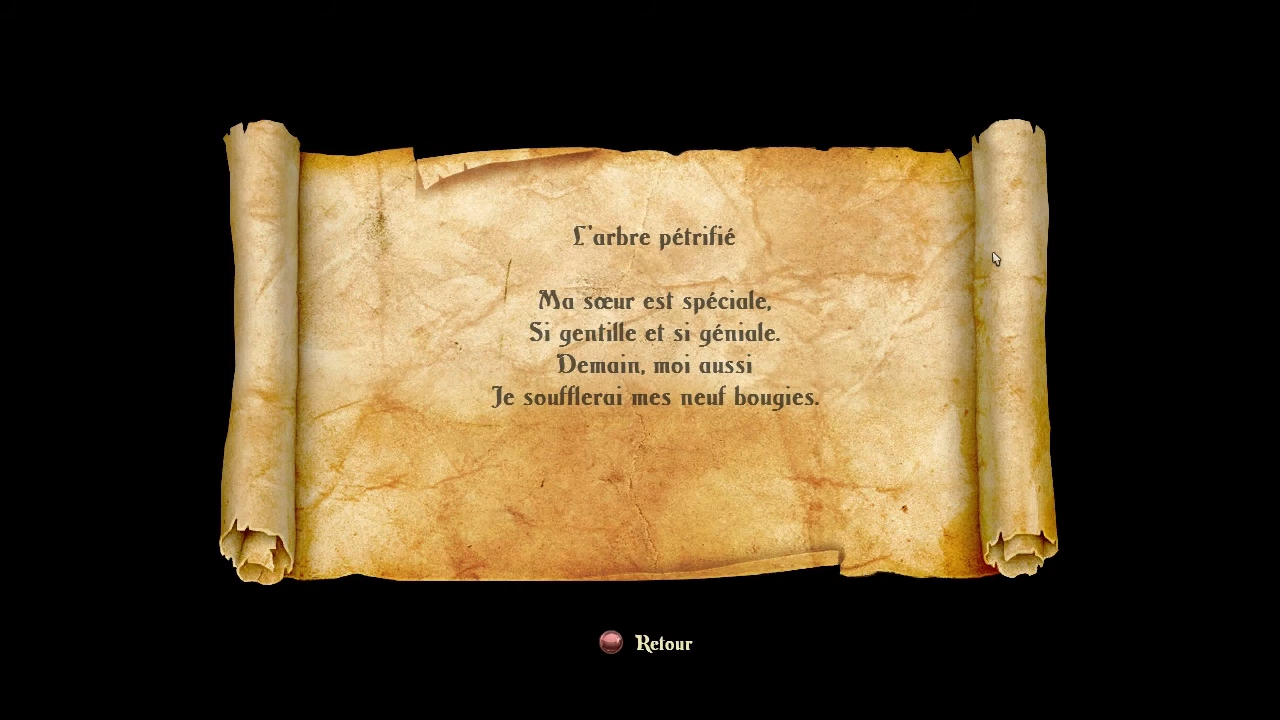 L'arbre pétrifié
Ma sœur est spéciale,
Si gentille et si géniale.
Demain, moi aussi
Je soufflerai mes neuf bougies.
Retour